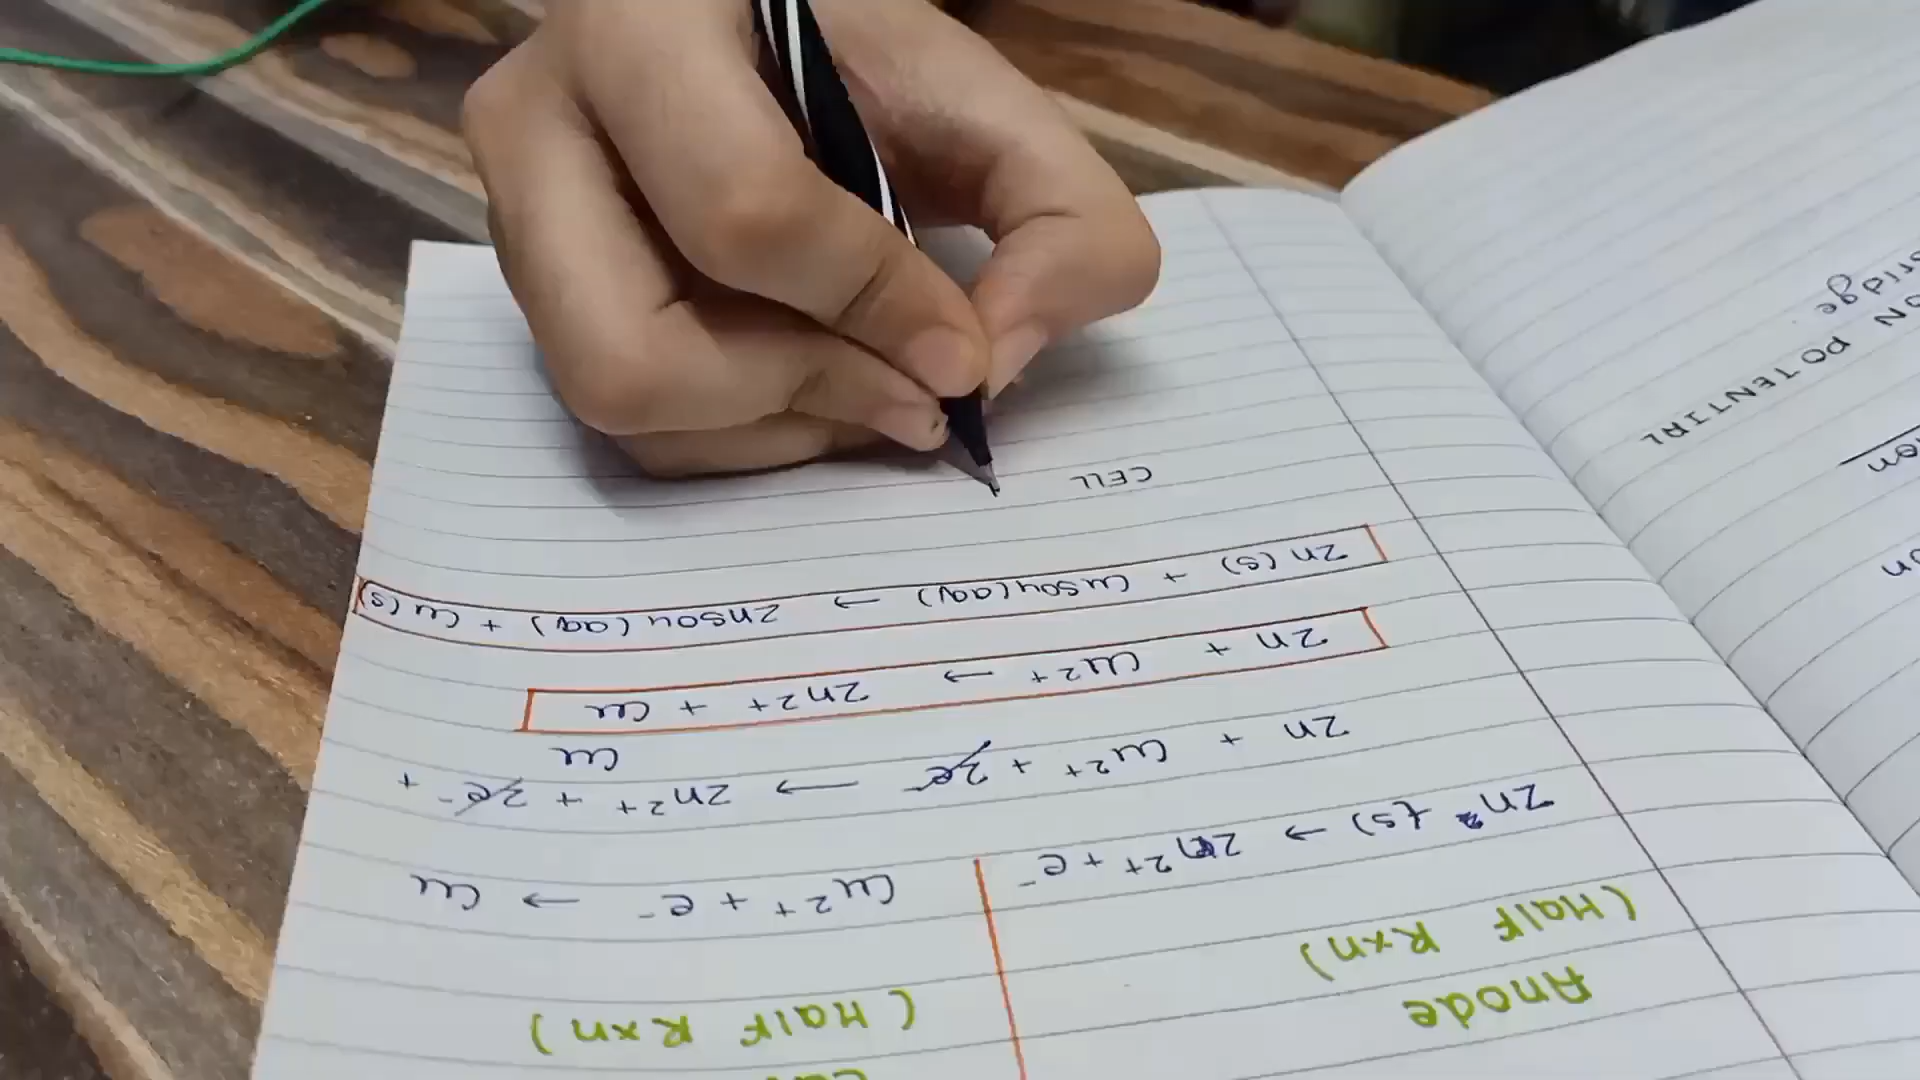 Anode
(Half Rxn)
(Half Rxn)
Zn (s) → Zn2+ + e-
Cu2+ + e- → Cu
Zn + Cu2+ + 2e- → Zn2+ + 2e- +
Cu
Zn + Cu2+ → Zn2+ + Cu
Zn(s) + CuSO4(aq) → ZnSO4(aq) + Cu(s)
CELL
POTENTIAL